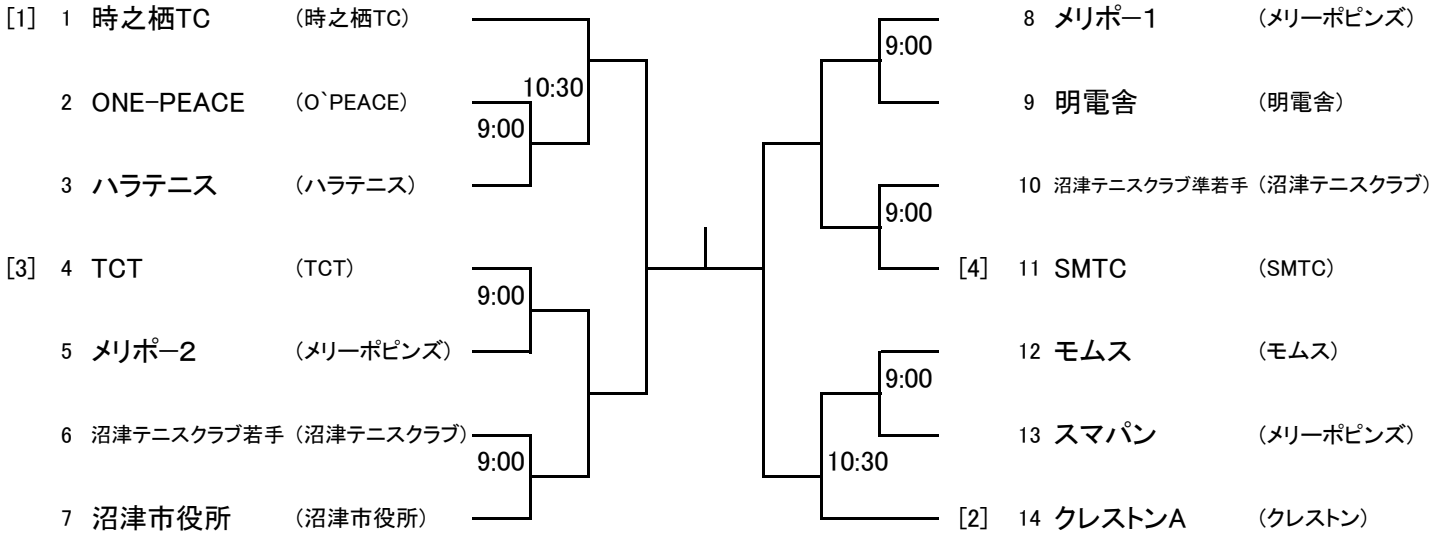 [1] 1 時之栖TC (時之栖TC)
10:30
2 ONE-PEACE (O`PEACE)
9:00
3 ハラテニス (ハラテニス)
[3] 4 TCT (TCT)
9:00
5 メリポー2 (メリーポピンズ)
6 沼津テニスクラブ若手 (沼津テニスクラブ)
9:00
7 沼津市役所 (沼津市役所)
8 メリポー1 (メリーポピンズ)
9:00
9 明電舎 (明電舎)
10 沼津テニスクラブ準若手 (沼津テニスクラブ)
9:00
[4] 11 SMTC (SMTC)
12 モムス (モムス)
9:00
13 スマパン (メリーポピンズ)
10:30
[2] 14 クレストンA (クレストン)